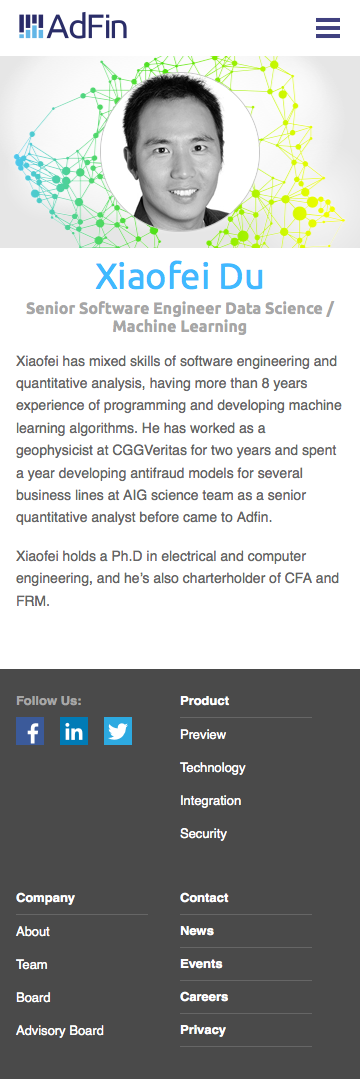 AdFin
Xiaofei Du
Senior Software Engineer Data Science /
Machine Learning
Xiaofei has mixed skills of software engineering and
quantitative analysis, having more than 8 years
experience of programming and developing machine
learning algorithms. He has worked as a
geophysicist at CGGVeritas for two years and spent
a year developing antifraud models for several
business lines at AIG science team as a senior
quantitative analyst before came to Adfin.
Xiaofei holds a Ph.D in electrical and computer
engineering, and he’s also charterholder of CFA and
FRM.
Follow Us:
Product
Preview
Technology
Integration
Security
Company
About
Team
Board
Advisory Board
Contact
News
Events
Careers
Privacy